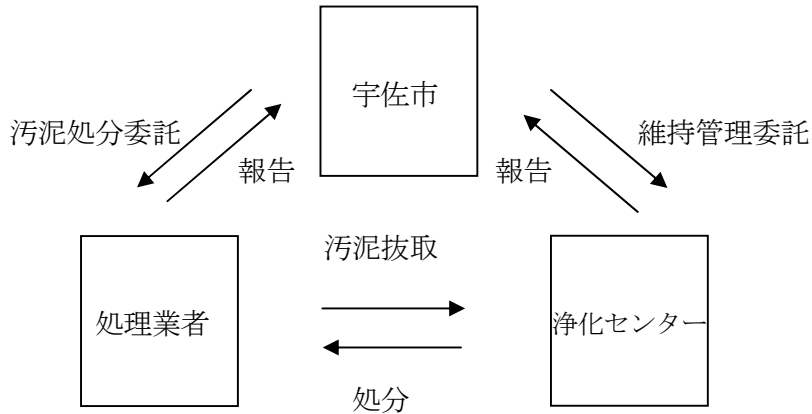 宇佐市
汚泥処分委託
維持管理委託
報告
報告
汚泥抜取
処理業者
浄化センター
処分